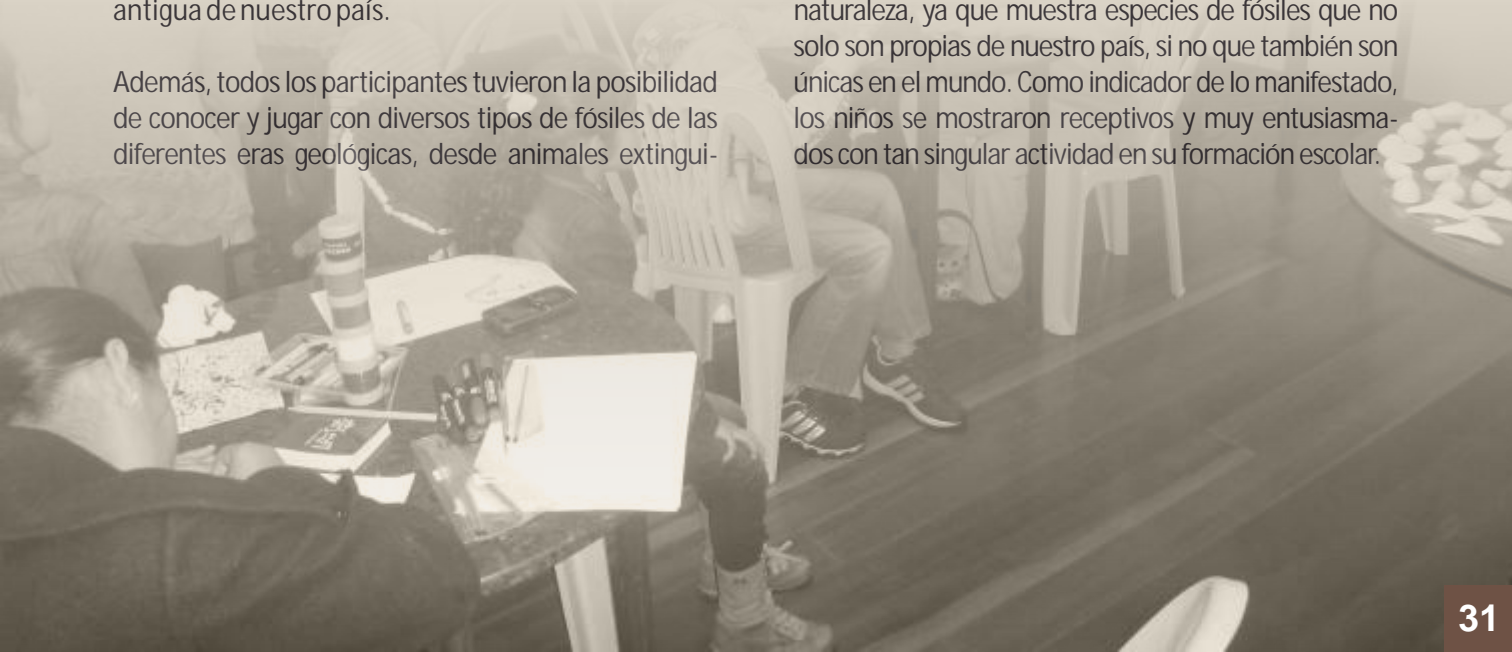 antigua de nuestro país.
Además, todos los participantes tuvieron la posibilidad
de conocer y jugar con diversos tipos de fósiles de las
diferentes eras geológicas, desde animales extingui-
naturaleza, ya que muestra especies de fósiles que no
solo son propias de nuestro país, si no que también son
únicas en el mundo. Como indicador de lo manifestado,
los niños se mostraron receptivos y muy entusiasma-
dos con tan singular actividad en su formación escolar.
31